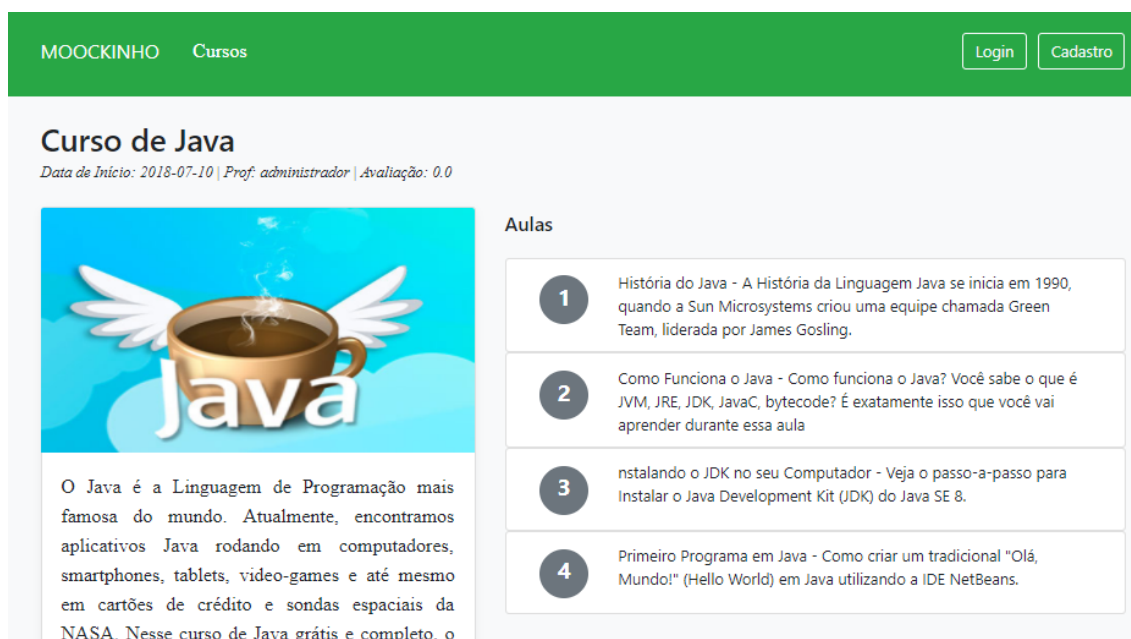 MOOCKINHO Cursos Login Cadastro
Curso de Java
Data de Início: 2018-07-10 | Prof: administrador | Avaliação: 0.0
Java
O Java é a Linguagem de Programação mais
famosa do mundo. Atualmente, encontramos
aplicativos Java rodando em computadores,
smartphones, tablets, video-games e até mesmo
em cartões de crédito e sondas espaciais da
NASA. Nesse curso de Java grátis e completo, o
Aulas
1
História do Java - A História da Linguagem Java se inicia em 1990,
quando a Sun Microsystems criou uma equipe chamada Green
Team, liderada por James Gosling.
2
Como Funciona o Java - Como funciona o Java? Você sabe o que é
JVM, JRE, JDK, JavaC, bytecode? É exatamente isso que você vai
aprender durante essa aula
3
nstalando o JDK no seu Computador - Veja o passo-a-passo para
Instalar o Java Development Kit (JDK) do Java SE 8.
4
Primeiro Programa em Java - Como criar um tradicional "Olá,
Mundo!" (Hello World) em Java utilizando a IDE NetBeans.